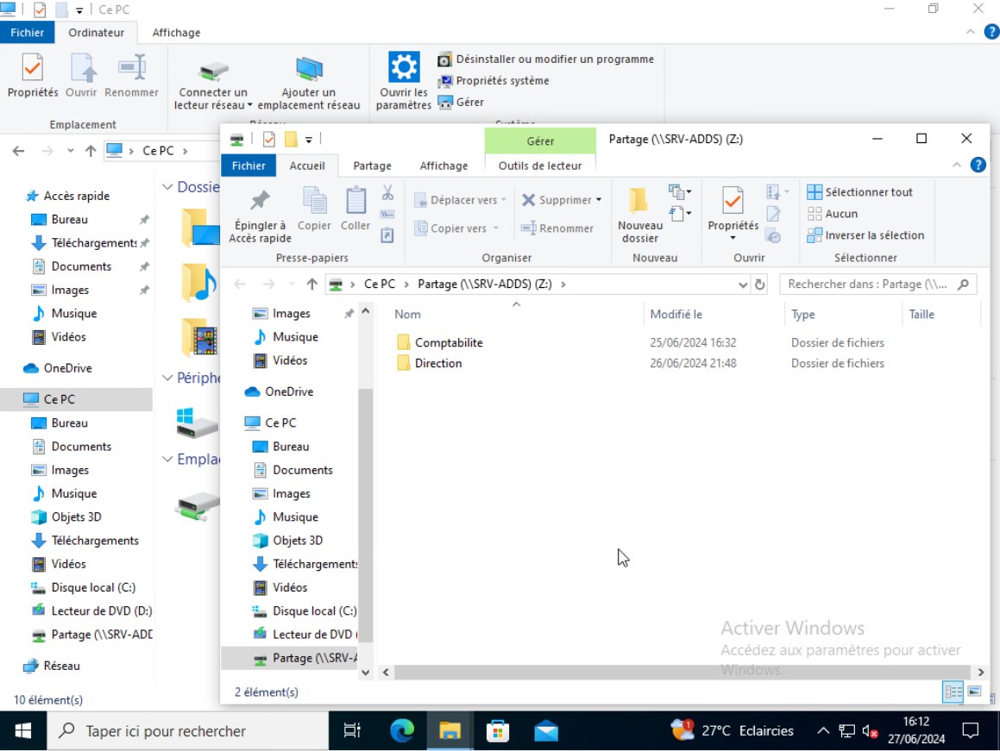 Ce PC
Fichier Ordinateur Affichage
Propriétés Ouvrir Renommer
Connecter un lecteur réseau
Ajouter un emplacement réseau
Ouvrir les paramètres
Désinstaller ou modifier un programme
Propriétés système
Gérer
Emplacement
Ce PC
Accès rapide
Bureau
Téléchargements
Documents
Images
Musique
Vidéos
OneDrive
Ce PC
Bureau
Documents
Images
Musique
Objets 3D
Téléchargements
Vidéos
Disque local (C:)
Lecteur de DVD (D:)
Partage (\\SRV-ADD
Réseau
10 élément(s)
Dossie
Périphe
Empla
Gérer
Partage (\\SRV-ADDS) (Z:)
Fichier Accueil Partage Affichage Outils de lecteur
Épingler à Accès rapide
Copier
Coller
Déplacer vers
Copier vers
Supprimer
Renommer
Nouveau dossier
Propriétés
Sélectionner tout
Aucun
Inverser la sélection
Presse-papiers Organiser Nouveau Ouvrir Sélectionner
Ce PC Partage (\\SRV-ADDS) (Z:)
Rechercher dans : Partage (\\...
Images
Musique
Vidéos
OneDrive
Ce PC
Bureau
Documents
Images
Musique
Objets 3D
Téléchargements
Vidéos
Disque local (C:)
Lecteur de DVD (
Partage (\\SRV-A
Nom Modifié le Type Taille
Comptabilite 25/06/2024 16:32 Dossier de fichiers
Direction 26/06/2024 21:48 Dossier de fichiers
Activer Windows
Accédez aux paramètres pour activer
Windows.
2 élément(s)
Taper ici pour rechercher
1
27°C Eclaircies
16:12
27/06/2024